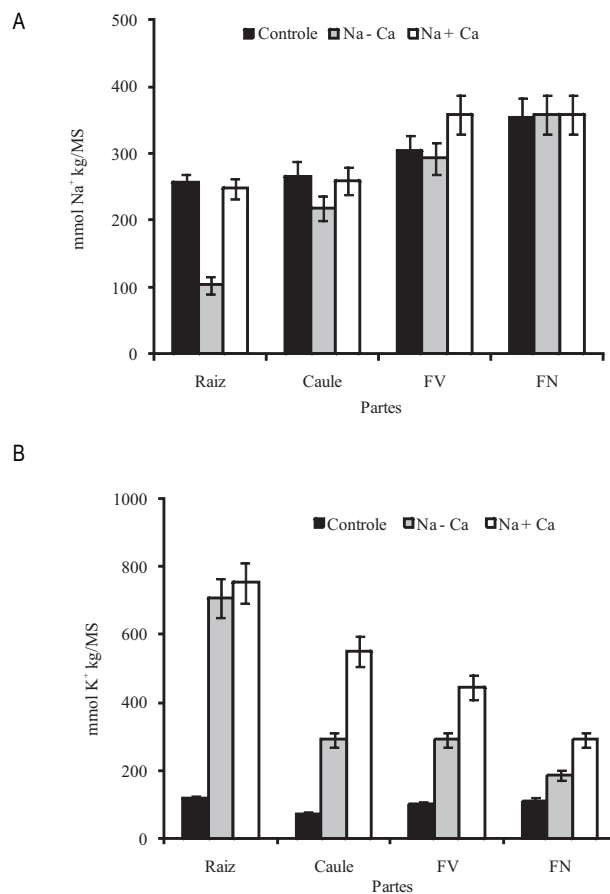 A
500
400
300
200
100
0
mmol Na⁺ kg/MS
Controle Na - Ca Na + Ca
Raiz Caule FV FN
Partes
B
1000
800
600
400
200
0
mmol K⁺ kg/MS
Controle Na - Ca Na + Ca
Raiz Caule FV FN
Partes